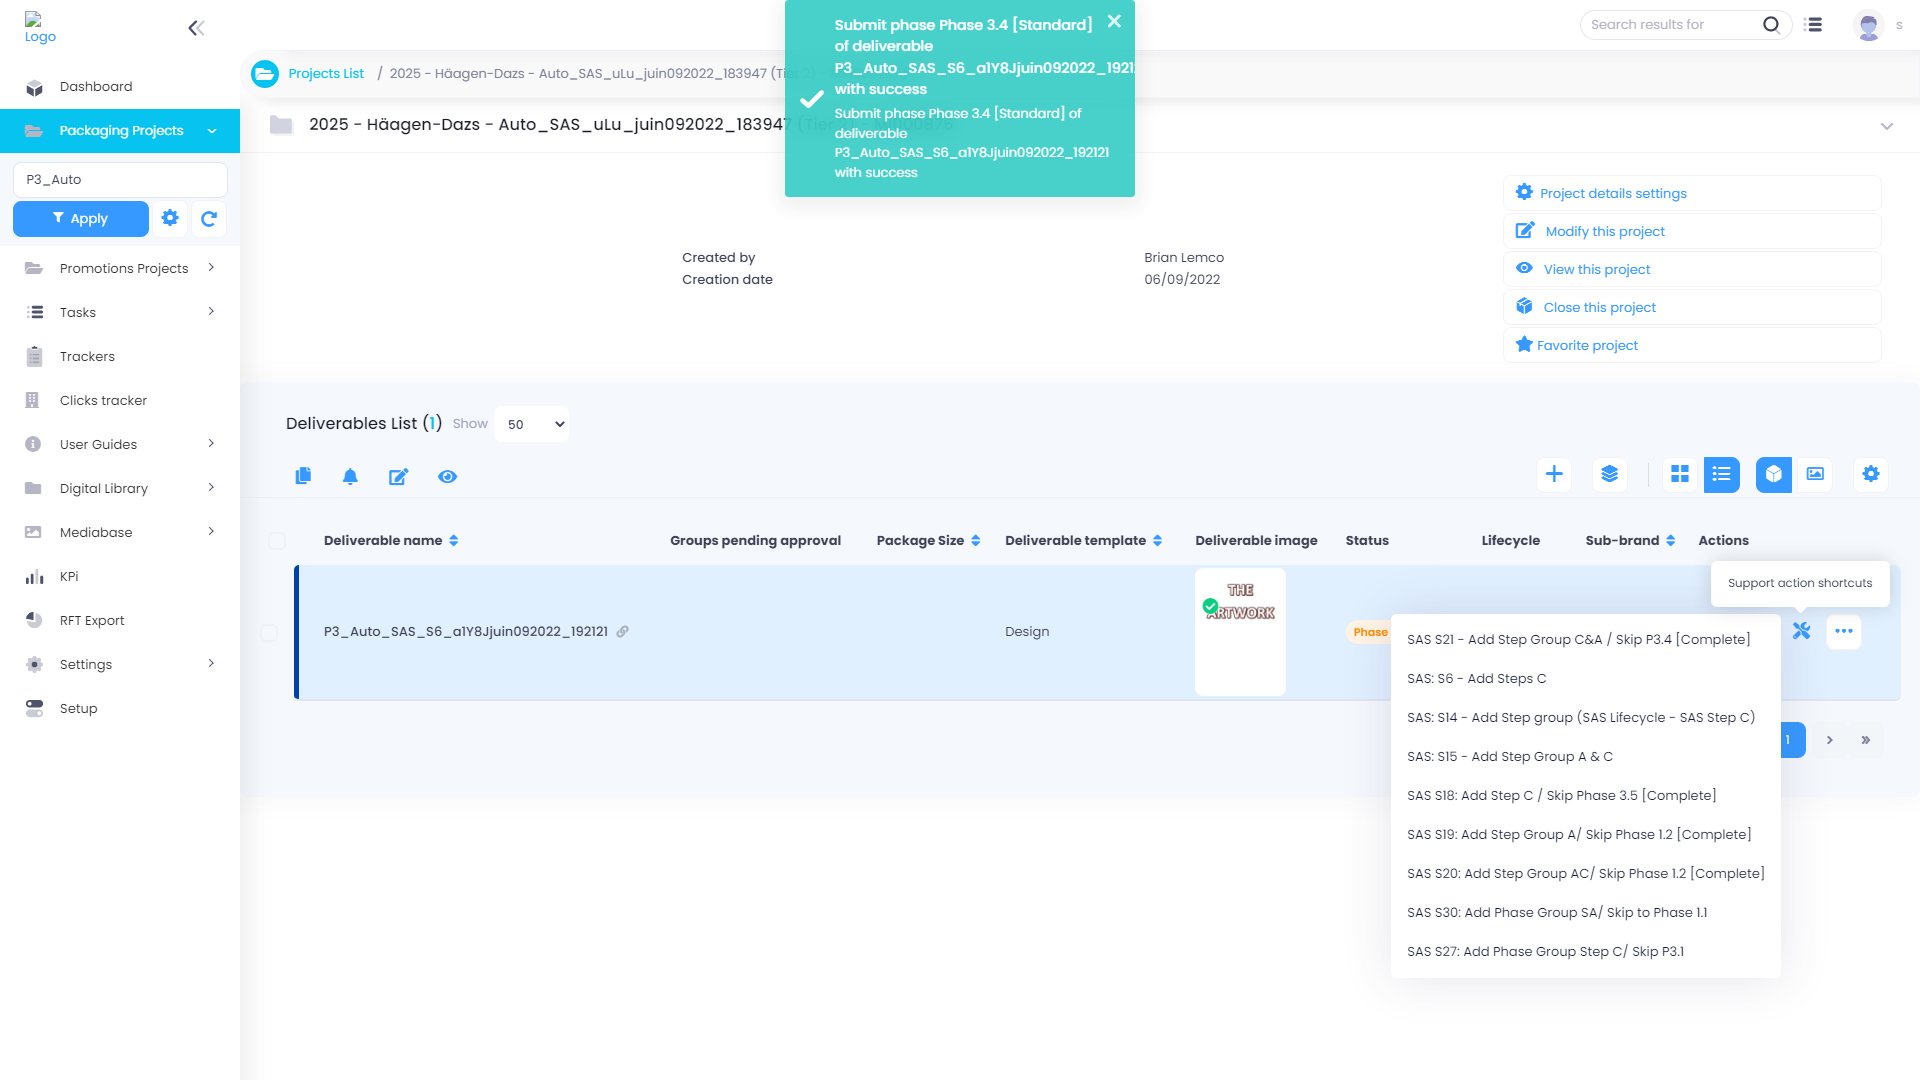 Logo
Search results for
s
Dashboard
Packaging Projects
P3_Auto
Apply
Promotions Projects
Tasks
Trackers
Clicks tracker
User Guides
Digital Library
Mediabase
KPi
RFT Export
Settings
Setup
Projects List / 2025 - Häagen-Dazs - Auto_SAS_uLu_juin092022_183947 (Tier
2025 - Häagen-Dazs - Auto_SAS_uLu_juin092022_183947
Submit phase Phase 3.4 [Standard]
of deliverable
P3_Auto_SAS_S6_a1Y8Jjuin092022_1921
with success
Submit phase Phase 3.4 [Standard] of
deliverable
P3_Auto_SAS_S6_a1Y8Jjuin092022_192121
with success
Created by Brian Lemco
Creation date 06/09/2022
Project details settings
Modify this project
View this project
Close this project
Favorite project
Deliverables List (1) Show 50
Deliverable name Groups pending approval Package Size Deliverable template Deliverable image Status Lifecycle Sub-brand Actions
Support action shortcuts
P3_Auto_SAS_S6_a1Y8Jjuin092022_192121 Design
THE
ARTWORK
Phase
SAS S21 - Add Step Group C&A / Skip P3.4 [Complete]
SAS: S6 - Add Steps C
SAS: S14 - Add Step group (SAS Lifecycle - SAS Step C)
SAS: S15 - Add Step Group A & C
SAS S18: Add Step C / Skip Phase 3.5 [Complete]
SAS S19: Add Step Group A/ Skip Phase 1.2 [Complete]
SAS S20: Add Step Group AC/ Skip Phase 1.2 [Complete]
SAS S30: Add Phase Group SA/ Skip to Phase 1.1
SAS S27: Add Phase Group Step C/ Skip P3.1
1 › »